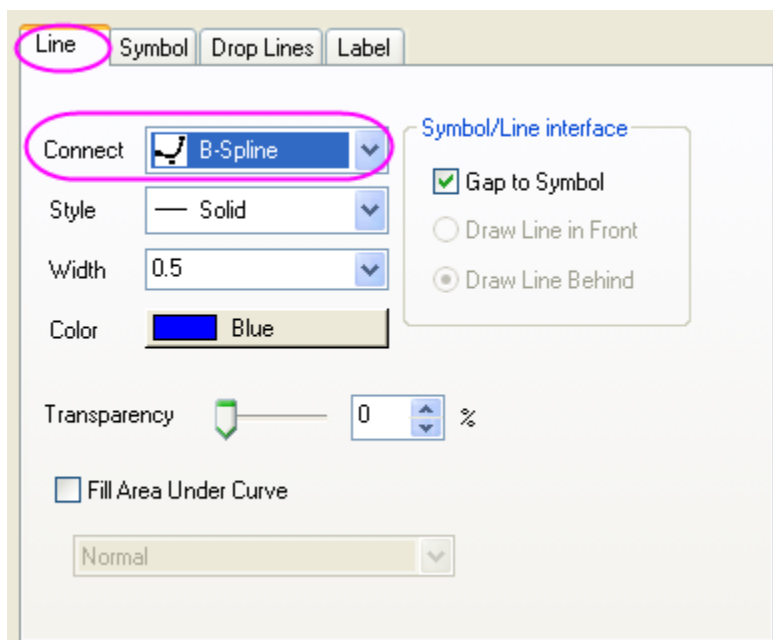 Line Symbol Drop Lines Label
Connect B-Spline
Style Solid
Width 0.5
Color Blue
Symbol/Line interface
Gap to Symbol
Draw Line in Front
Draw Line Behind
Transparency 0 %
Fill Area Under Curve
Normal